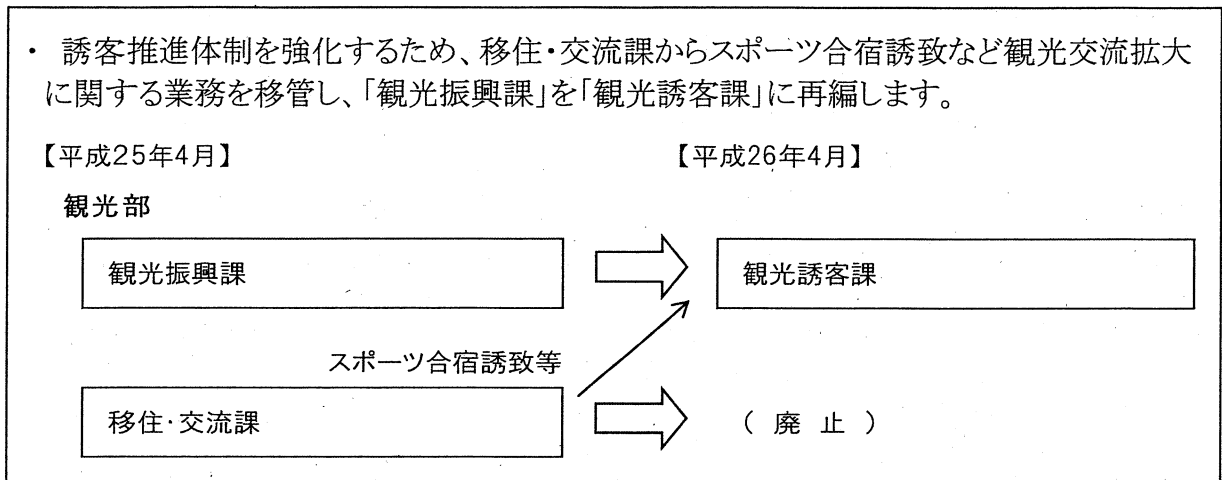 ・ 誘客推進体制を強化するため、移住・交流課からスポーツ合宿誘致など観光交流拡大
に関する業務を移管し、「観光振興課」を「観光誘客課」に再編します。
【平成25年4月】 【平成26年4月】
観光部
観光振興課 観光誘客課
スポーツ合宿誘致等
移住・交流課 （ 廃 止 ）